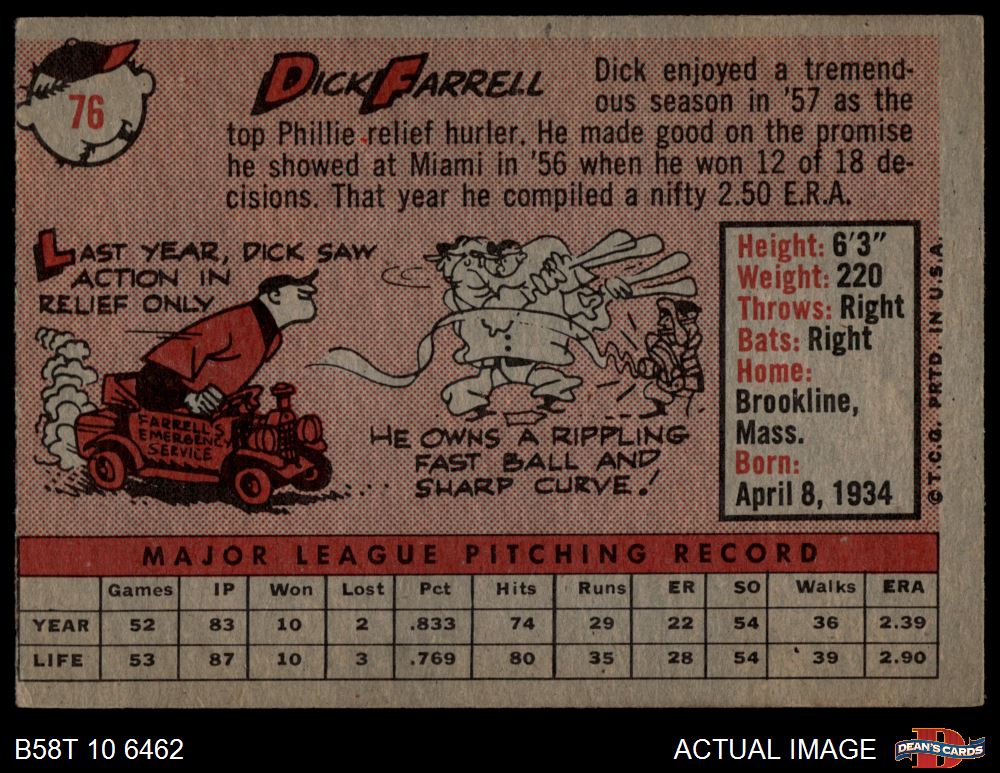 76
DICK FARRELL
Dick enjoyed a tremend-
ous season in '57 as the
top Phillie relief hurler. He made good on the promise
he showed at Miami in '56 when he won 12 of 18 de-
cisions. That year he compiled a nifty 2.50 E.R.A.
LAST YEAR, DICK SAW
ACTION IN
RELIEF ONLY
FARRELL'S
EMERGENCY
SERVICE
HE OWNS A RIPPLING
FAST BALL AND
SHARP CURVE!
Height: 6'3"
Weight: 220
Throws: Right
Bats: Right
Home:
Brookline,
Mass.
Born:
April 8, 1934
© T.C.G. PRTD. IN U.S.A.
MAJOR LEAGUE PITCHING RECORD
Games IP Won Lost Pct Hits Runs ER SO Walks ERA
YEAR 52 83 10 2 .833 74 29 22 54 36 2.39
LIFE 53 87 10 3 .769 80 35 28 54 39 2.90
B58T 10 6462
ACTUAL IMAGE
D
DEAN'S CARDS